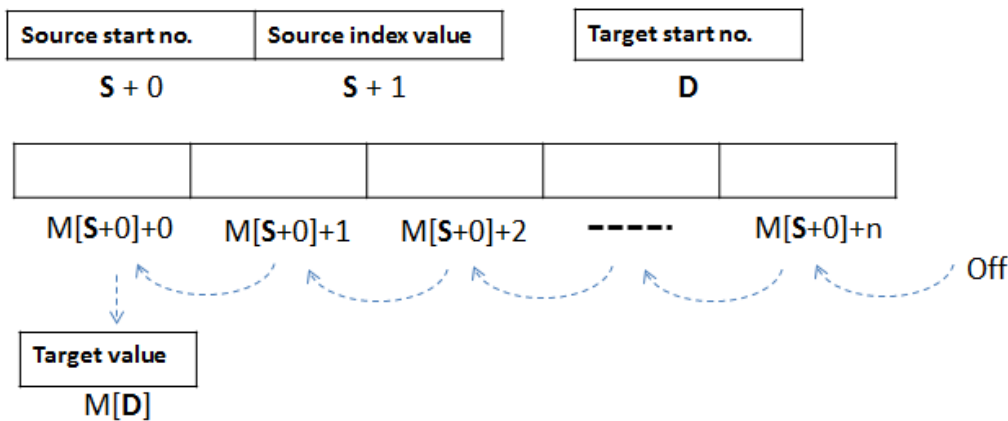 Source start no. Source index value Target start no.
S + 0 S + 1 D
M[S+0]+0 M[S+0]+1 M[S+0]+2 ----- M[S+0]+n
Off
Target value
M[D]